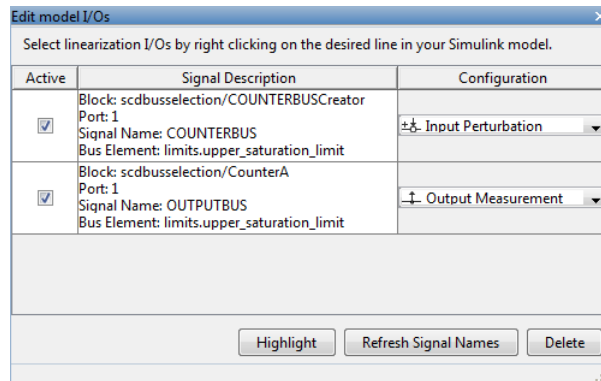 Edit model I/Os
Select linearization I/Os by right clicking on the desired line in your Simulink model.
Active Signal Description Configuration
Block: scdbusselection/COUNTERBUSCreator
Port: 1
Signal Name: COUNTERBUS
Bus Element: limits.upper_saturation_limit
Input Perturbation
Block: scdbusselection/CounterA
Port: 1
Signal Name: OUTPUTBUS
Bus Element: limits.upper_saturation_limit
Output Measurement
Highlight Refresh Signal Names Delete